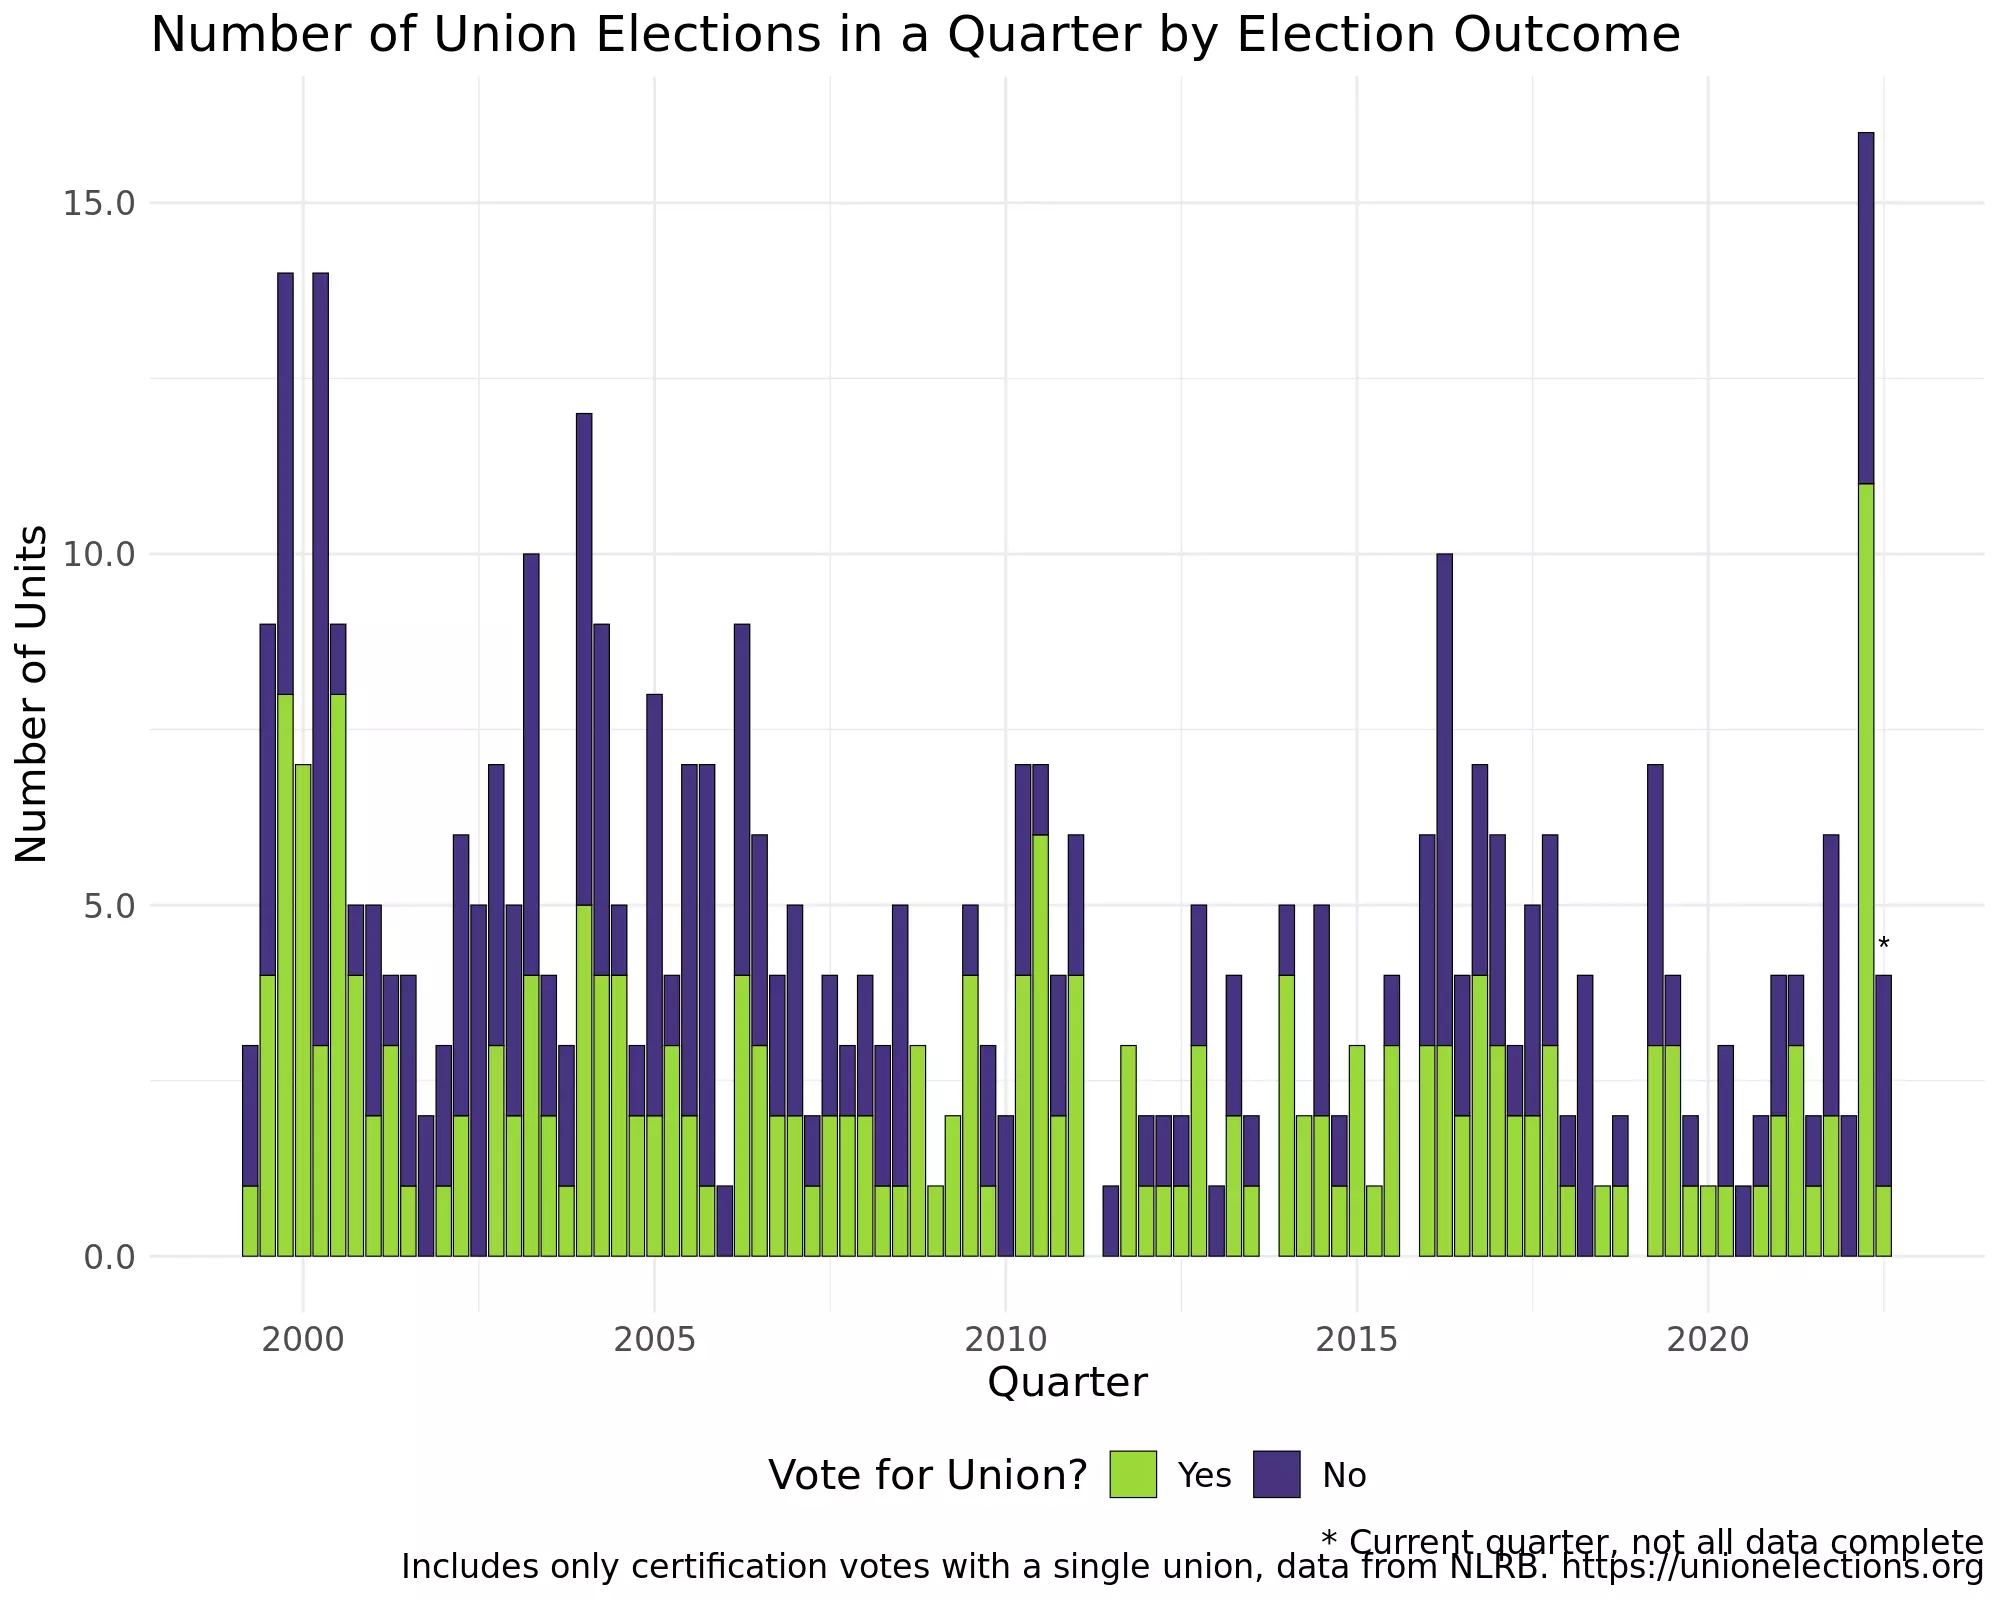 Number of Union Elections in a Quarter by Election Outcome
Number of Units
15.0
10.0
5.0
0.0
*
2000 2005 2010 2015 2020
Quarter
Vote for Union? Yes No
* Current quarter, not all data complete
Includes only certification votes with a single union, data from NLRB. https://unionelections.org